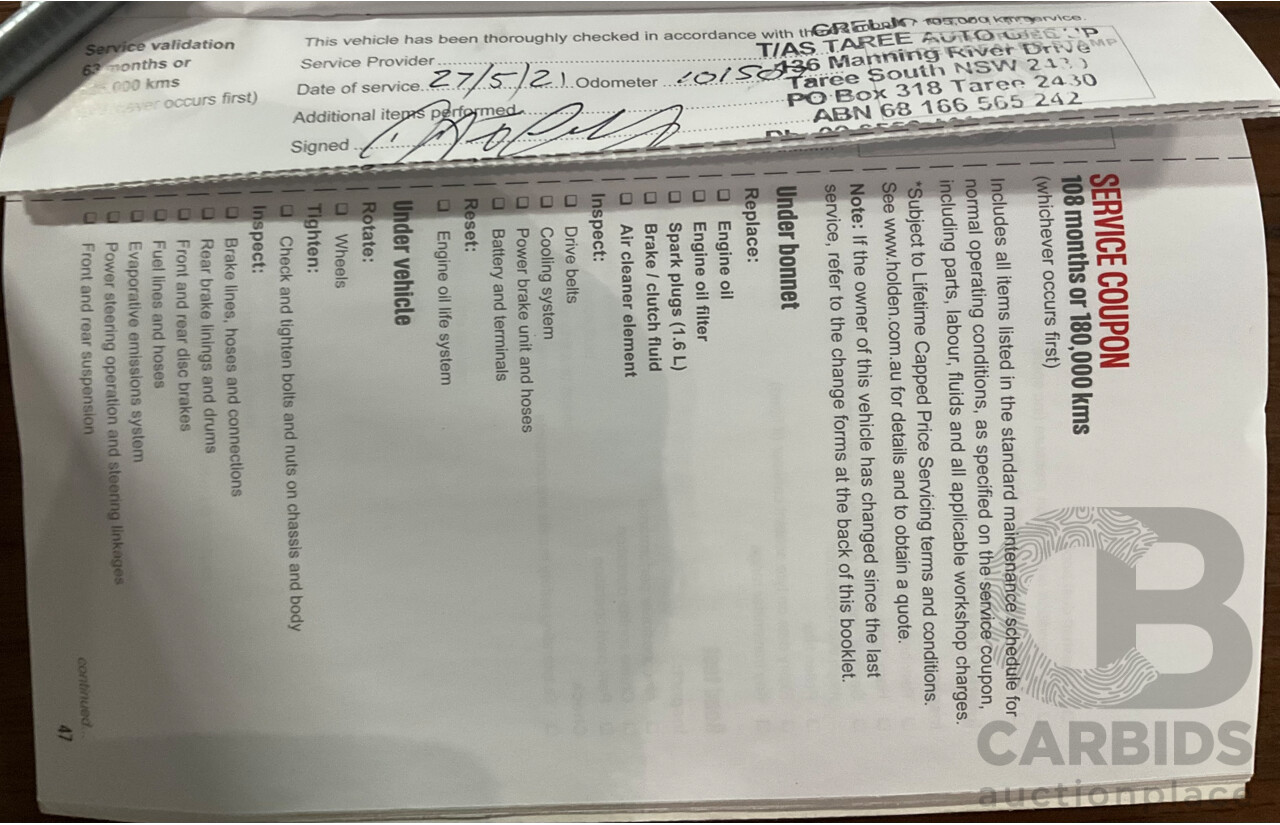 Service validation
63 months or
000 kms
occurs first)
This vehicle has been thoroughly checked in accordance with the 105,000 km service.
Service Provider
Date of service 27/5/21 Odometer
Additional items performed
Signed
T/AS TAREE AUTO GROUP
436 Manning River Drive
Taree South NSW
PO Box 318 Taree 2430
ABN 68 166 565 242
SERVICE COUPON
108 months or 180,000 kms
(whichever occurs first)
Includes all items listed in the standard maintenance schedule for
normal operating conditions, as specified on the service coupon,
including parts, labour, fluids and all applicable workshop charges.
*Subject to Lifetime Capped Price Servicing terms and conditions.
See www.holden.com.au for details and to obtain a quote.
Note: If the owner of this vehicle has changed since the last
service, refer to the change forms at the back of this booklet.
Under bonnet
Replace:
❑ Engine oil
❑ Engine oil filter
❑ Spark plugs (1.6 L)
❑ Brake / clutch fluid
❑ Air cleaner element
Inspect:
❑ Drive belts
❑ Cooling system
❑ Power brake unit and hoses
❑ Battery and terminals
Reset:
❑ Engine oil life system
Under vehicle
Rotate:
❑ Wheels
Tighten:
❑ Check and tighten bolts and nuts on chassis and body
Inspect:
❑ Brake lines, hoses and connections
❑ Rear brake linings and drums
❑ Front and rear disc brakes
❑ Fuel lines and hoses
❑ Evaporative emissions system
❑ Power steering operation and steering linkages
❑ Front and rear suspension
continued...
47
CARBIDS
auctionplace